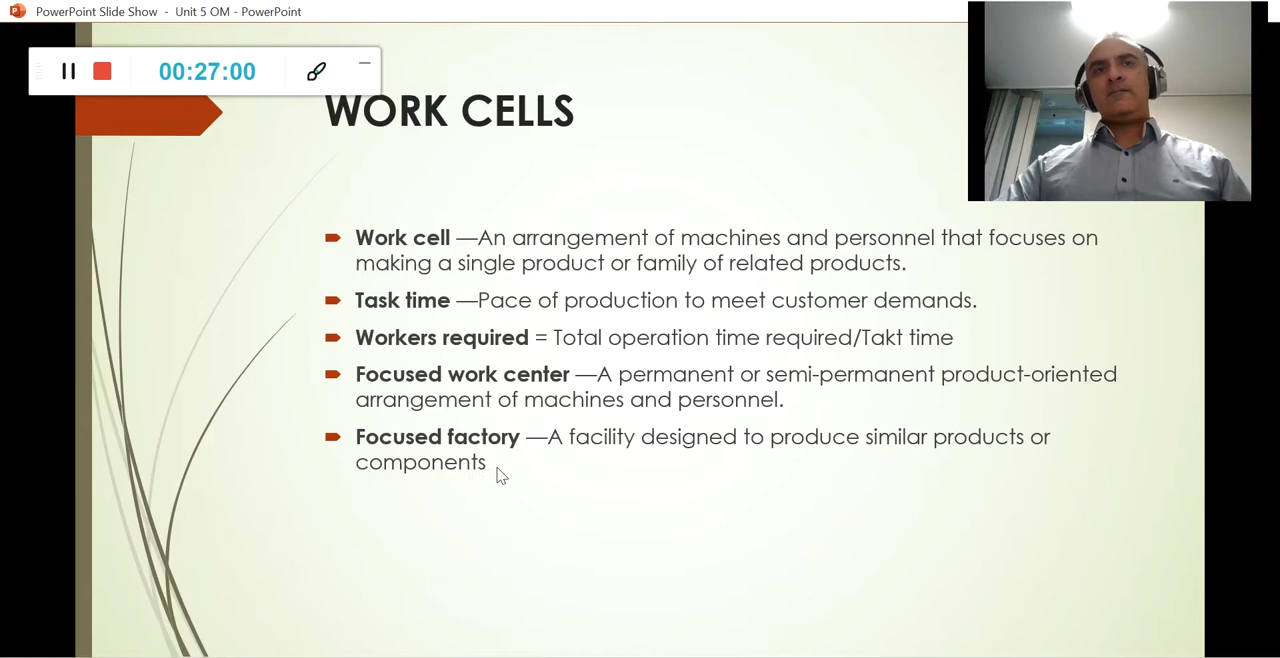 PowerPoint Slide Show - Unit 5 OM - PowerPoint
00:27:00
WORK CELLS
Work cell —An arrangement of machines and personnel that focuses on
making a single product or family of related products.
Task time —Pace of production to meet customer demands.
Workers required = Total operation time required/Takt time
Focused work center —A permanent or semi-permanent product-oriented
arrangement of machines and personnel.
Focused factory —A facility designed to produce similar products or
components